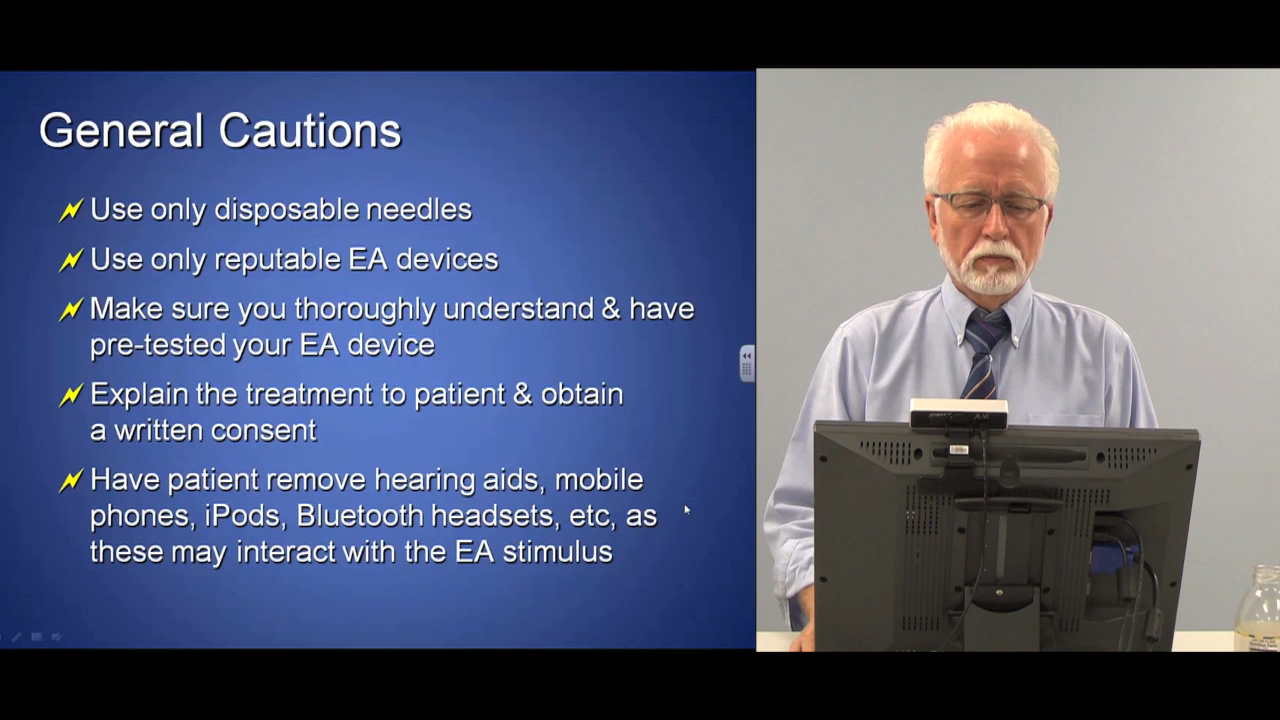 General Cautions
Use only disposable needles
Use only reputable EA devices
Make sure you thoroughly understand & have
pre-tested your EA device
Explain the treatment to patient & obtain
a written consent
Have patient remove hearing aids, mobile
phones, iPods, Bluetooth headsets, etc, as
these may interact with the EA stimulus